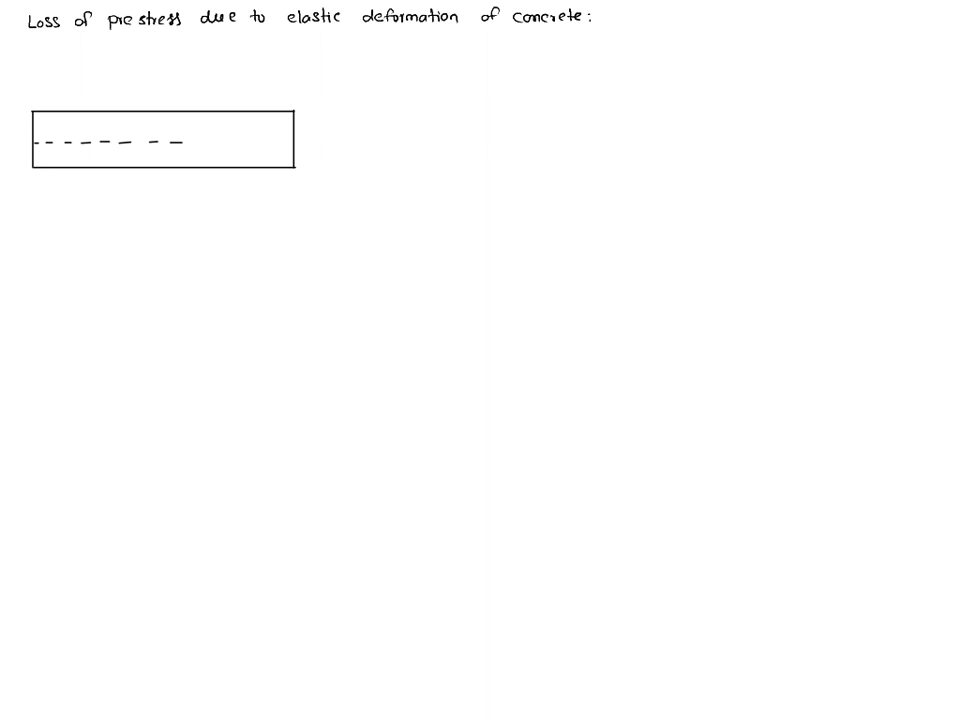 Loss of prestress due to elastic deformation of concrete: